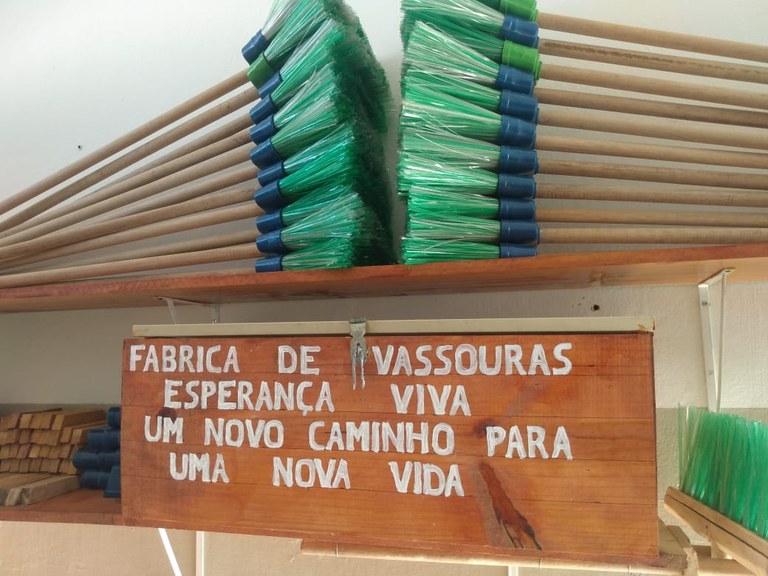 FABRICA DE VASSOURAS
ESPERANÇA VIVA
UM NOVO CAMINHO PARA
UMA NOVA VIDA